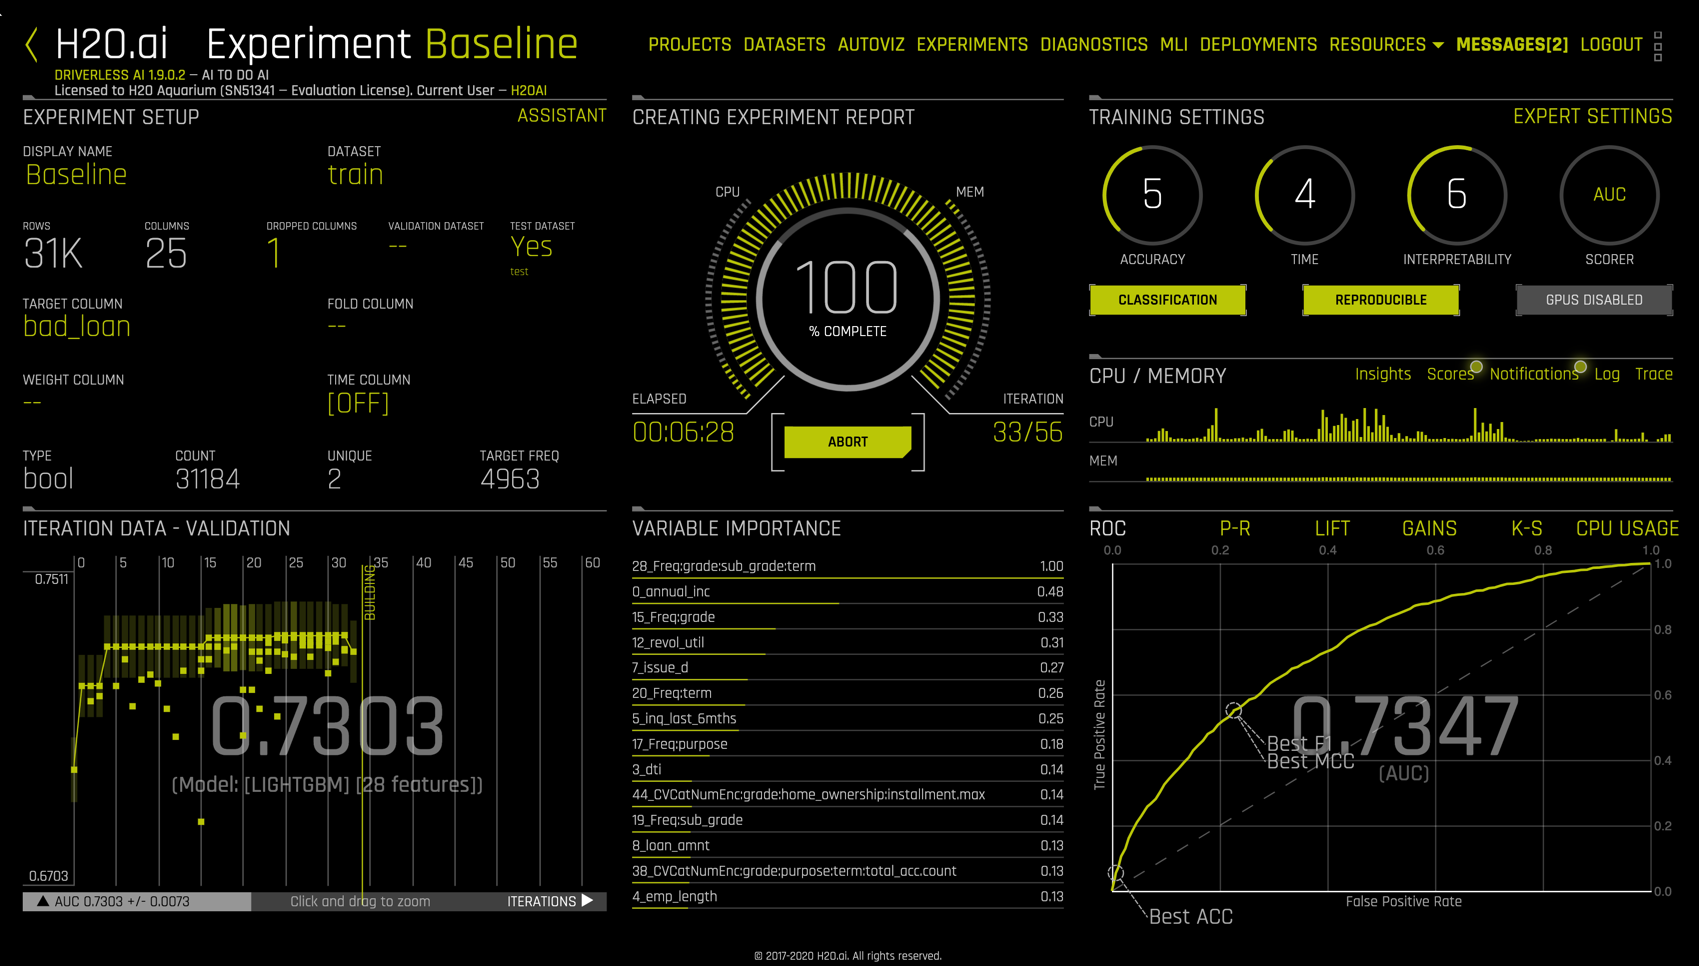 H2O.ai Experiment Baseline
DRIVERLESS AI 1.9.0.2 – AI TO DO AI
Licensed to H2O Aquarium (SN51341 – Evaluation License). Current User – H2OAI
PROJECTS DATASETS AUTOVIZ EXPERIMENTS DIAGNOSTICS MLI DEPLOYMENTS RESOURCES MESSAGES[2] LOGOUT
EXPERIMENT SETUP ASSISTANT
DISPLAY NAME DATASET
Baseline train
ROWS COLUMNS DROPPED COLUMNS VALIDATION DATASET TEST DATASET
31K 25 1 -- Yes
test
TARGET COLUMN FOLD COLUMN
bad_loan --
WEIGHT COLUMN TIME COLUMN
-- [OFF]
TYPE COUNT UNIQUE TARGET FREQ
bool 31184 2 4963
CREATING EXPERIMENT REPORT
CPU MEM
100
% COMPLETE
ELAPSED ITERATION
00:06:28 33/56
ABORT
TRAINING SETTINGS EXPERT SETTINGS
5 4 6 AUC
ACCURACY TIME INTERPRETABILITY SCORER
CLASSIFICATION REPRODUCIBLE GPUS DISABLED
CPU / MEMORY Insights Scores Notifications Log Trace
CPU
MEM
ITERATION DATA - VALIDATION
0 5 10 15 20 25 30 35 40 45 50 55 60
0.7511
BUILDING
0.7303
(Model: [LIGHTGBM] [28 features])
0.6703
AUC 0.7303 +/- 0.0073 Click and drag to zoom ITERATIONS
VARIABLE IMPORTANCE
28_Freq:grade:sub_grade:term 1.00
0_annual_inc 0.48
15_Freq:grade 0.33
12_revol_util 0.31
7_issue_d 0.27
20_Freq:term 0.26
5_inq_last_6mths 0.25
17_Freq:purpose 0.18
3_dti 0.14
44_CVCatNumEnc:grade:home_ownership:installment.max 0.14
19_Freq:sub_grade 0.14
8_loan_amnt 0.13
38_CVCatNumEnc:grade:purpose:term:total_acc.count 0.13
4_emp_length 0.13
ROC P-R LIFT GAINS K-S CPU USAGE
0.0 0.2 0.4 0.6 0.8 1.0
1.0
0.8
0.6
0.4
0.2
0.0
True Positive Rate
0.7347
(AUC)
Best F1
Best MCC
Best ACC
False Positive Rate
© 2017-2020 H2O.ai. All rights reserved.